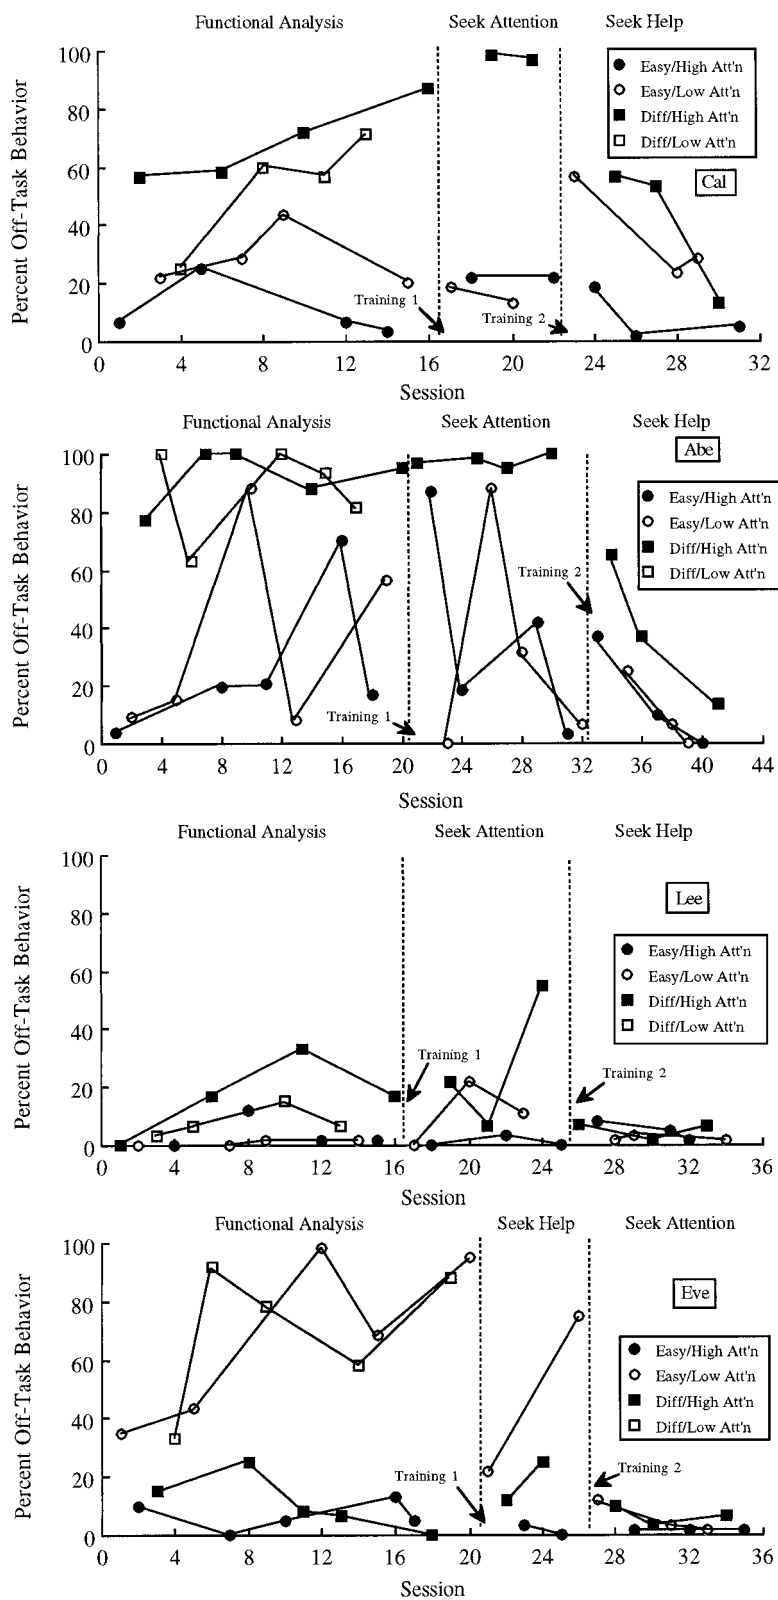 Functional Analysis Seek Attention Seek Help
100
80
60
40
20
0
Percent Off-Task Behavior
Easy/High Att'n
Easy/Low Att'n
Diff/High Att'n
Diff/Low Att'n
Cal
Training 1
Training 2
0 4 8 12 16 20 24 28 32
Session
Functional Analysis Seek Attention Seek Help
Abe
100
80
60
40
20
0
Percent Off-Task Behavior
Easy/High Att'n
Easy/Low Att'n
Diff/High Att'n
Diff/Low Att'n
Training 2
Training 1
0 4 8 12 16 20 24 28 32 36 40 44
Session
Functional Analysis Seek Attention Seek Help
100
80
60
40
20
0
Percent Off-Task Behavior
Lee
Easy/High Att'n
Easy/Low Att'n
Diff/High Att'n
Diff/Low Att'n
Training 1
Training 2
0 4 8 12 16 20 24 28 32 36
Session
Functional Analysis Seek Help Seek Attention
100
80
60
40
20
0
Percent Off-Task Behavior
Eve
Easy/High Att'n
Easy/Low Att'n
Diff/High Att'n
Diff/Low Att'n
Training 1
Training 2
0 4 8 12 16 20 24 28 32 36
Session